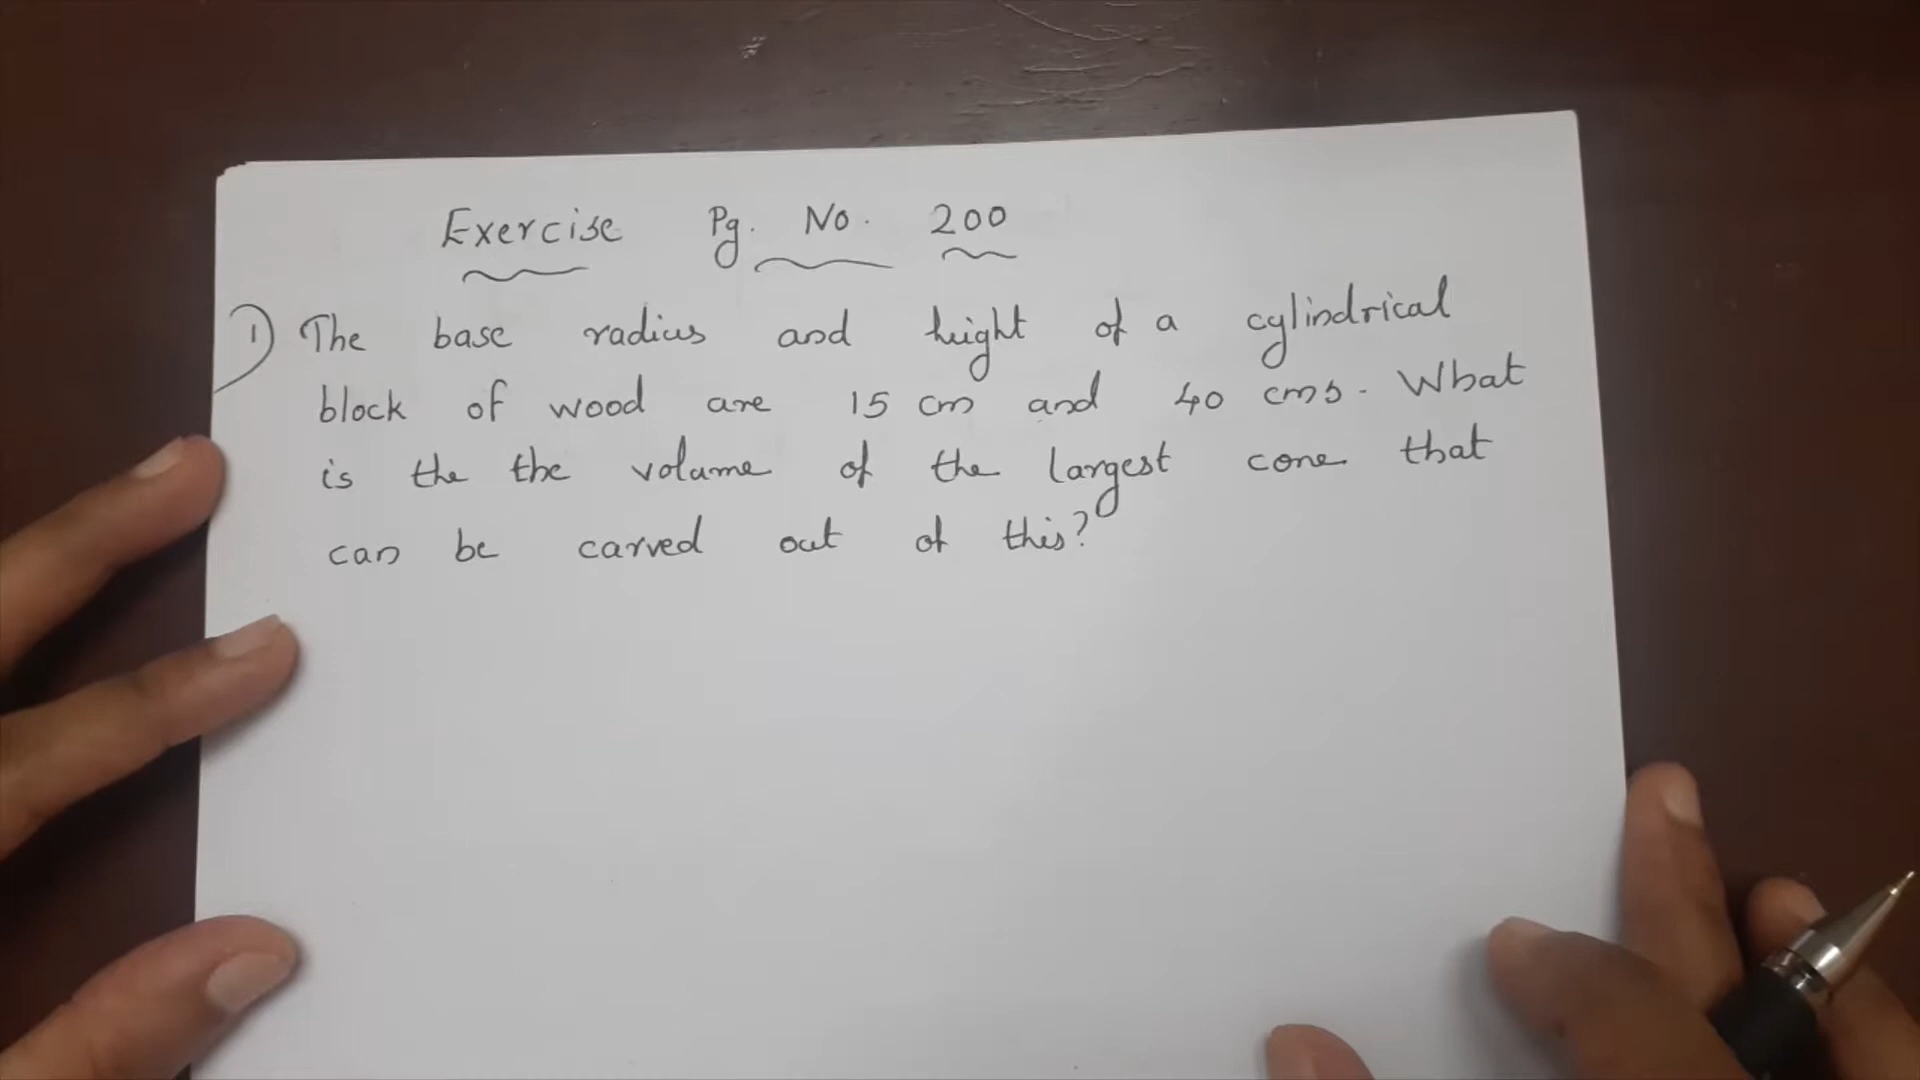 Exercise Pg. No. 200
1) The base radius and height of a cylindrical
block of wood are 15 cm and 40 cms. What
is the the volume of the largest cone that
can be carved out of this?